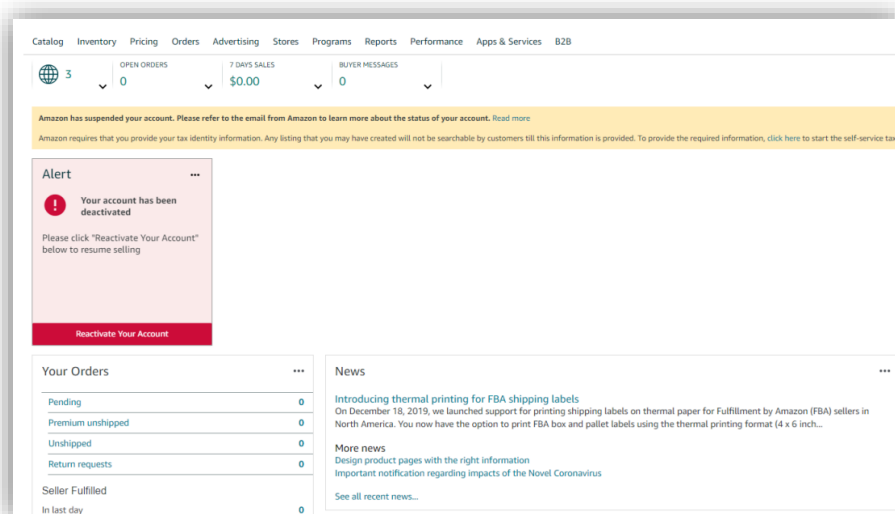 Catalog Inventory Pricing Orders Advertising Stores Programs Reports Performance Apps & Services B2B
3
OPEN ORDERS
0
7 DAYS SALES
$0.00
BUYER MESSAGES
0
Amazon has suspended your account. Please refer to the email from Amazon to learn more about the status of your account. Read more
Amazon requires that you provide your tax identity information. Any listing that you may have created will not be searchable by customers till this information is provided. To provide the required information, click here to start the self-service tax
Alert
Your account has been
deactivated
Please click "Reactivate Your Account"
below to resume selling
Reactivate Your Account
Your Orders
Pending 0
Premium unshipped 0
Unshipped 0
Return requests 0
Seller Fulfilled
In last day 0
News
Introducing thermal printing for FBA shipping labels
On December 18, 2019, we launched support for printing shipping labels on thermal paper for Fulfillment by Amazon (FBA) sellers in
North America. You now have the option to print FBA box and pallet labels using the thermal printing format (4 x 6 inch...
More news
Design product pages with the right information
Important notification regarding impacts of the Novel Coronavirus
See all recent news...